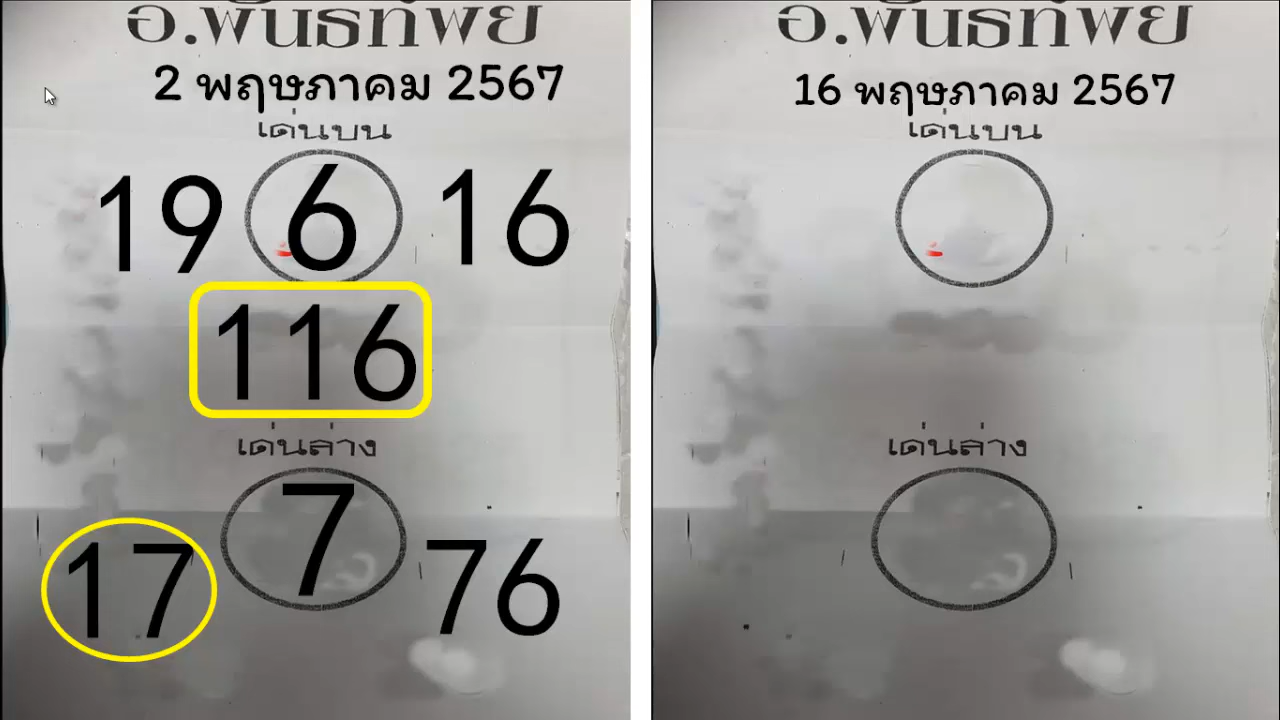 อ.พันธ์ทิพย์
2 พฤษภาคม 2567
เด่นบน
19 6 16
116
เด่นล่าง
17 7 76
อ.พันธ์ทิพย์
16 พฤษภาคม 2567
เด่นบน
เด่นล่าง